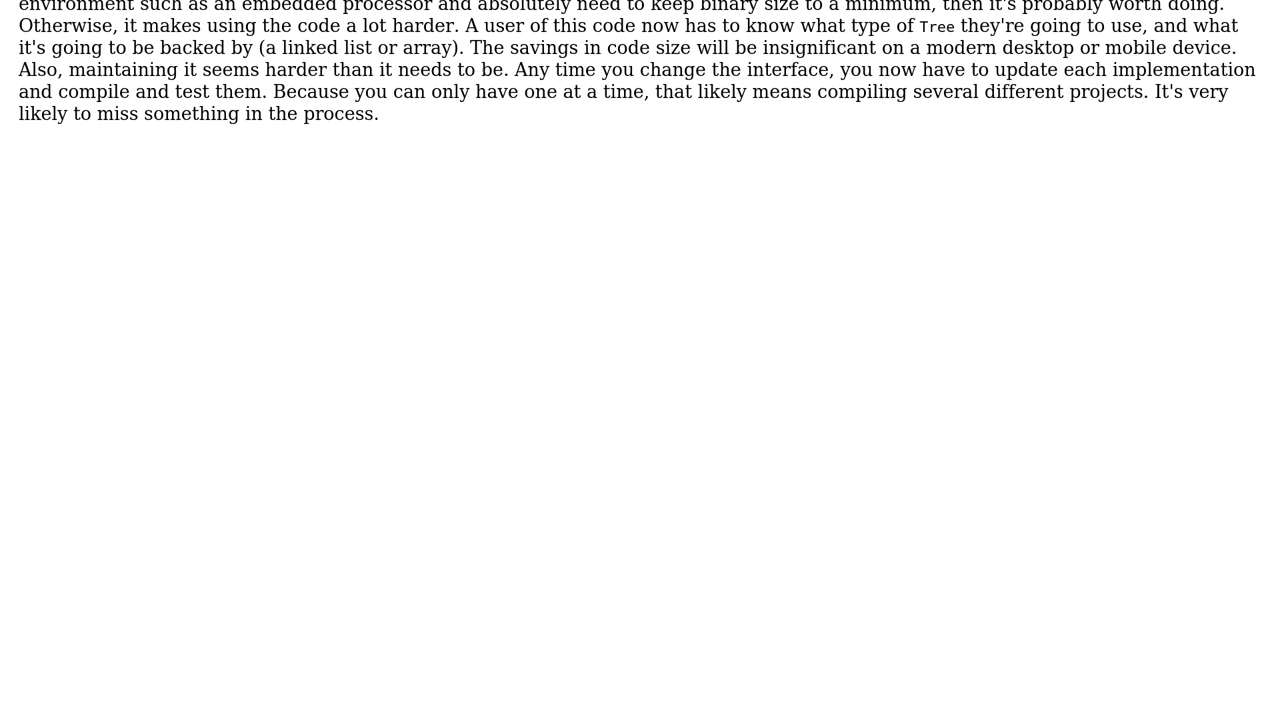 environment such as an embedded processor and absolutely need to keep binary size to a minimum, then it's probably worth doing.
Otherwise, it makes using the code a lot harder. A user of this code now has to know what type of Tree they're going to use, and what
it's going to be backed by (a linked list or array). The savings in code size will be insignificant on a modern desktop or mobile device.
Also, maintaining it seems harder than it needs to be. Any time you change the interface, you now have to update each implementation
and compile and test them. Because you can only have one at a time, that likely means compiling several different projects. It's very
likely to miss something in the process.